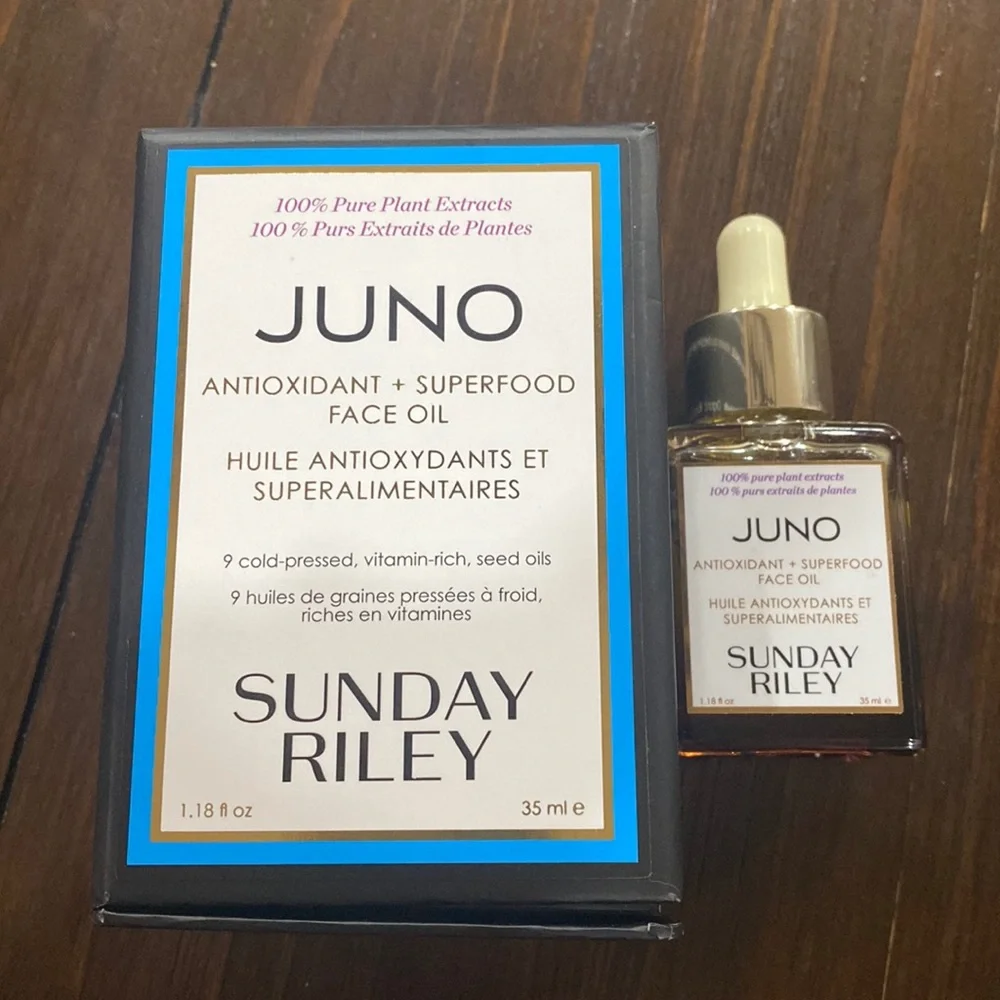 100% Pure Plant Extracts
100 % Purs Extraits de Plantes
JUNO
ANTIOXIDANT + SUPERFOOD
FACE OIL
HUILE ANTIOXYDANTS ET
SUPERALIMENTAIRES
9 cold-pressed, vitamin-rich, seed oils
9 huiles de graines pressées à froid,
riches en vitamines
SUNDAY
RILEY
1.18 fl oz 35 ml e
100% pure plant extracts
100 % purs extraits de plantes
JUNO
ANTIOXIDANT + SUPERFOOD
FACE OIL
HUILE ANTIOXYDANTS ET
SUPERALIMENTAIRES
SUNDAY
RILEY
1.18 fl oz 35 ml e